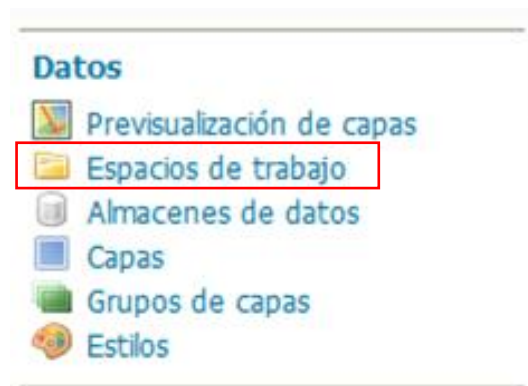 Datos
Previsualización de capas
Espacios de trabajo
Almacenes de datos
Capas
Grupos de capas
Estilos